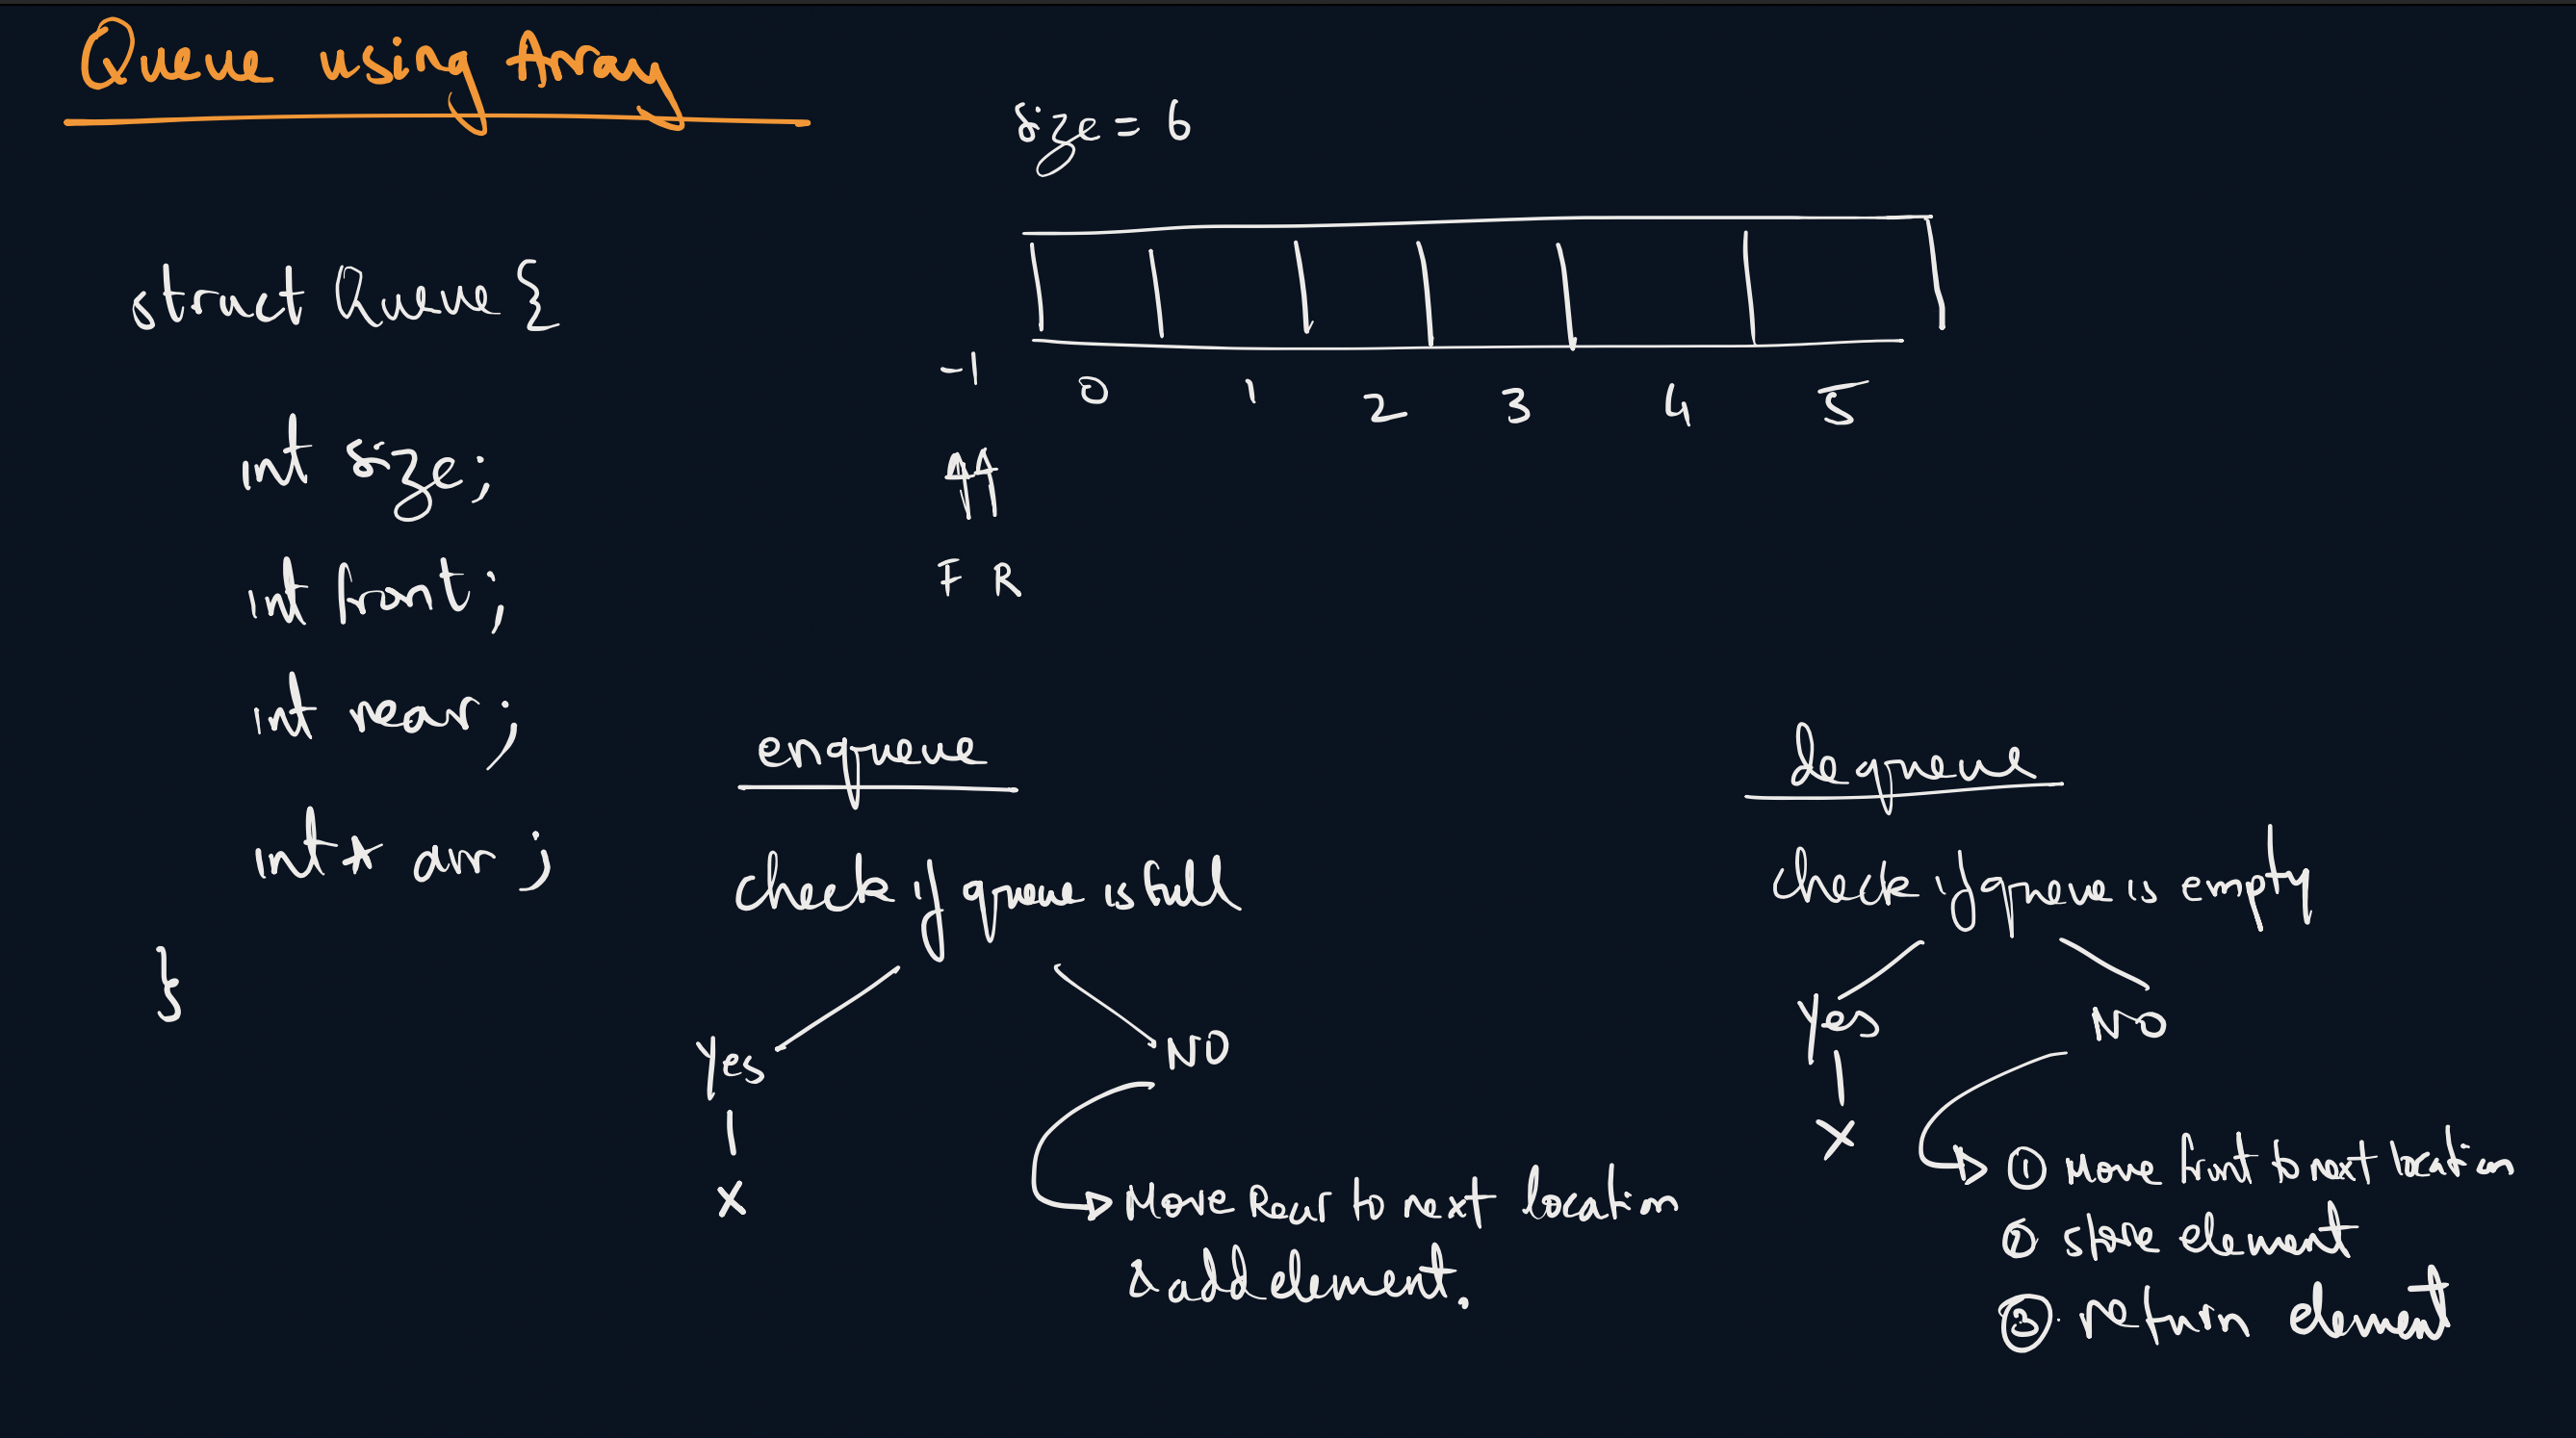 Queue using Array
size = 6
struct Queue {
int size;
int front;
int rear;
int* arr;
}
-1 0 1 2 3 4 5
F R
enqueue
check if queue is full
Yes NO
X
Move Rear to next location
& add element.
dequeue
check if queue is empty
Yes NO
X
① Move front to next location
② store element
③. return element